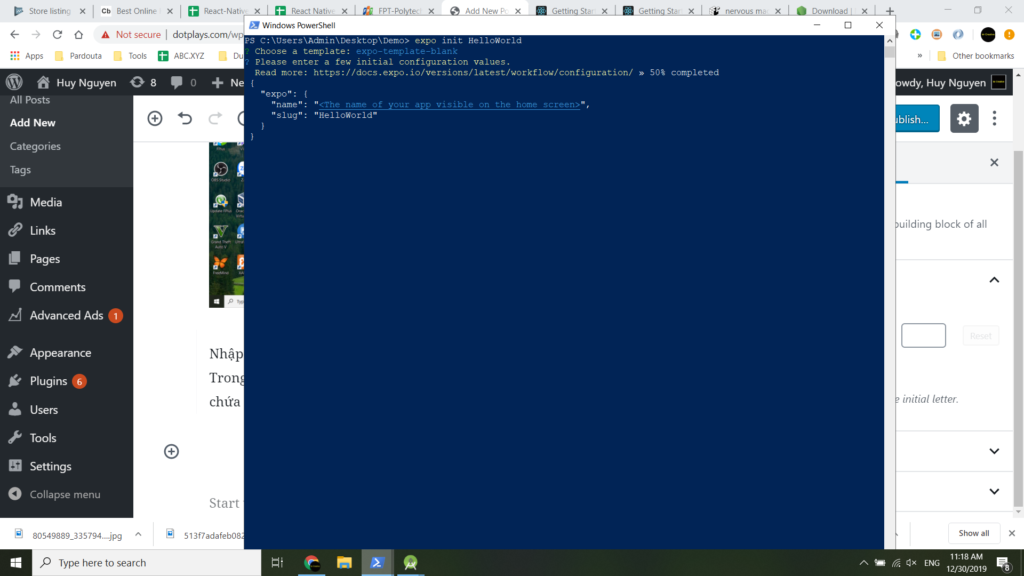 Store listing
Best Online
React-Native
React Native
FPT-Polytec
Add New P
Getting Star
Getting Star
nervous mac
Download |
Windows PowerShell
Not secure | dotplays.com/wp
Apps
Pardouta
Tools
ABC.XYZ
Other bookmarks
Huy Nguyen
8
0
Ne
owdy, Huy Nguyen
PS C:\Users\Admin\Desktop\Demo> expo init HelloWorld
? Choose a template: expo-template-blank
? Please enter a few initial configuration values.
Read more: https://docs.expo.io/versions/latest/workflow/configuration/ » 50% completed
{
"expo": {
"name": "<The name of your app visible on the home screen>",
"slug": "HelloWorld"
}
}
All Posts
Add New
Categories
Tags
Media
Links
Pages
Comments
Advanced Ads 1
Appearance
Plugins 6
Users
Tools
Settings
Collapse menu
Nhập
Trong
chứa
Start
ublish...
building block of all
Reset
e initial letter.
80549889_335794....jpg
513f7adafeb082
Show all
Type here to search
ENG
11:18 AM
12/30/2019
8